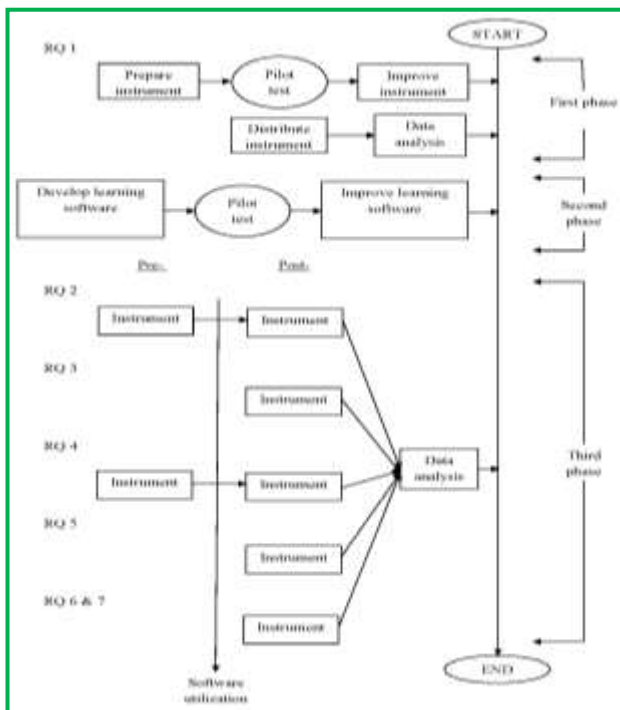 START
RQ 1
Prepare
instrument
Pilot
test
Improve
instrument
First phase
Distribute
instrument
Data
analysis
Develop learning
software
Pilot
test
Improve learning
software
Second
phase
Pre-
Post-
RQ 2
Instrument
Instrument
RQ 3
Instrument
RQ 4
Instrument
Instrument
Data
analysis
Third
phase
RQ 5
Instrument
RQ 6 & 7
Instrument
Software
utilization
END